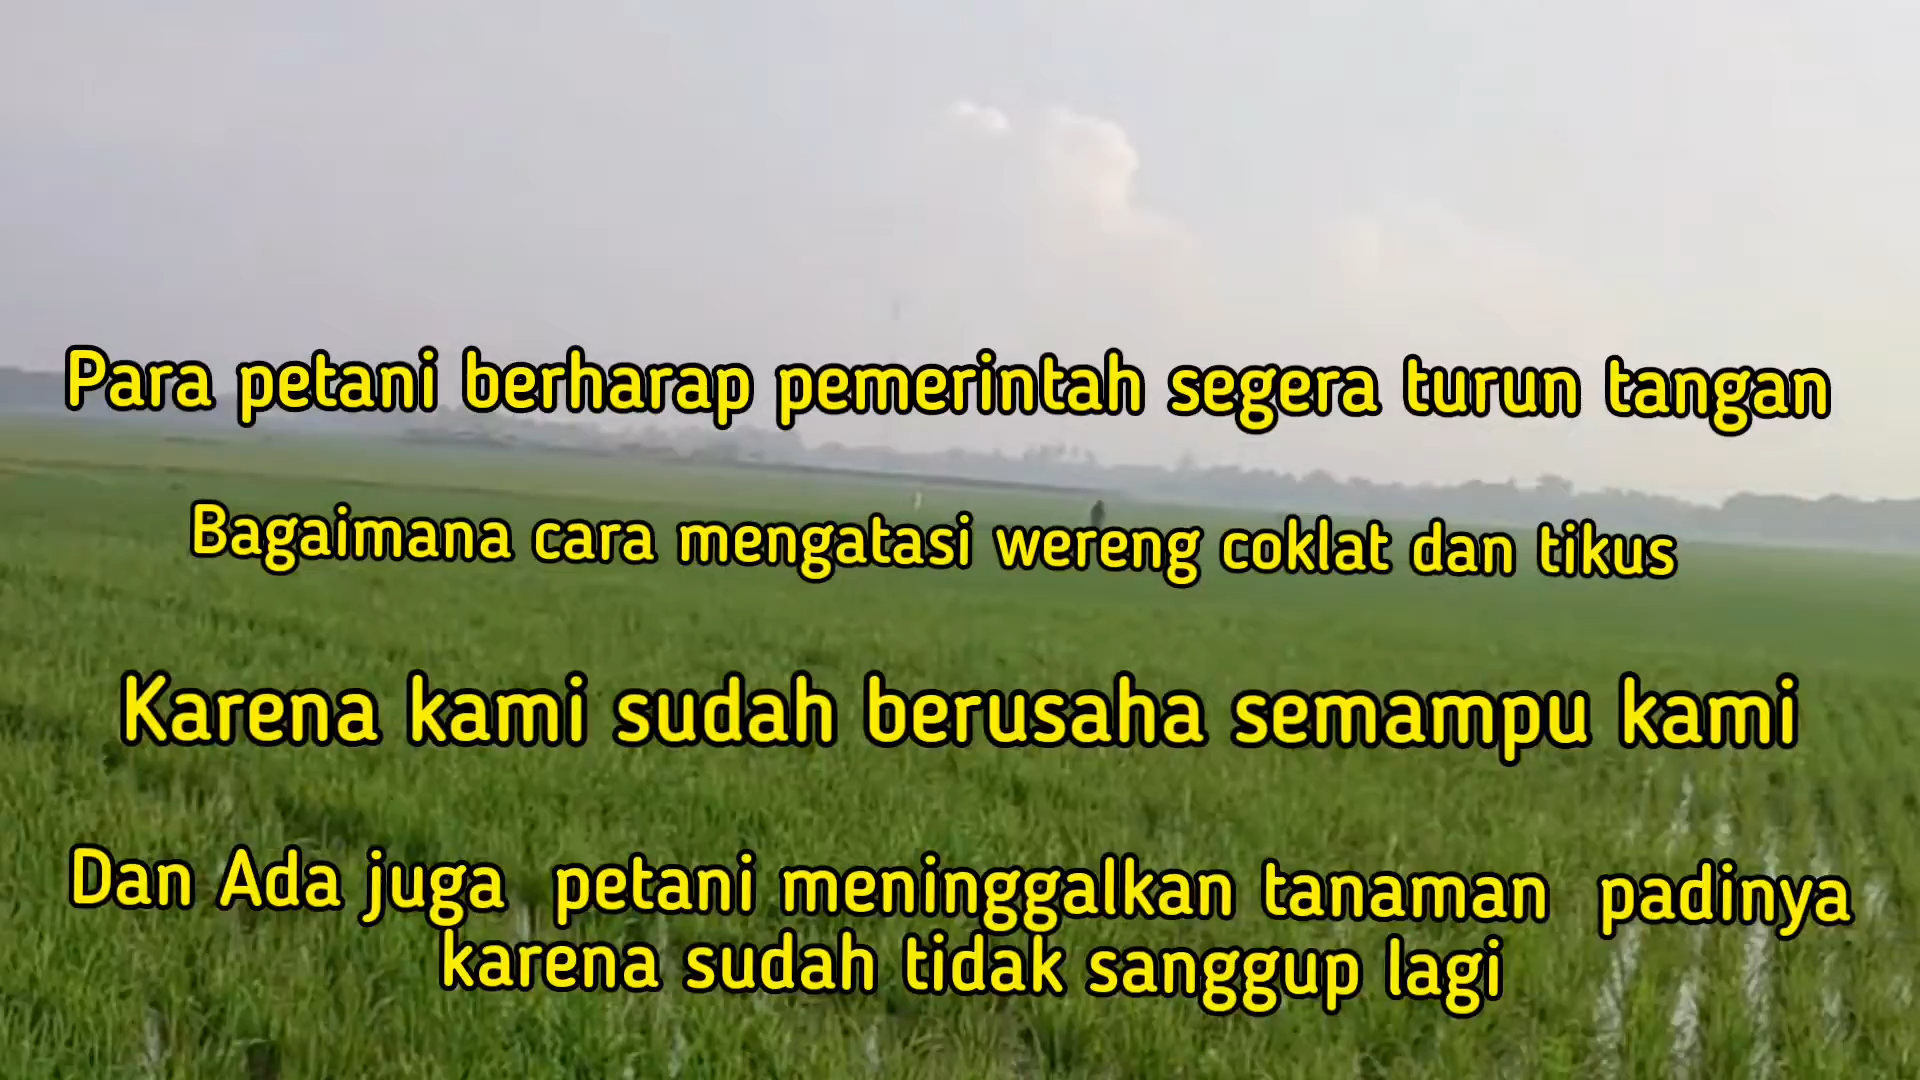 Para petani berharap pemerintah segera turun tangan
Bagaimana cara mengatasi wereng coklat dan tikus
Karena kami sudah berusaha semampu kami
Dan Ada juga petani meninggalkan tanaman padinya
karena sudah tidak sanggup lagi